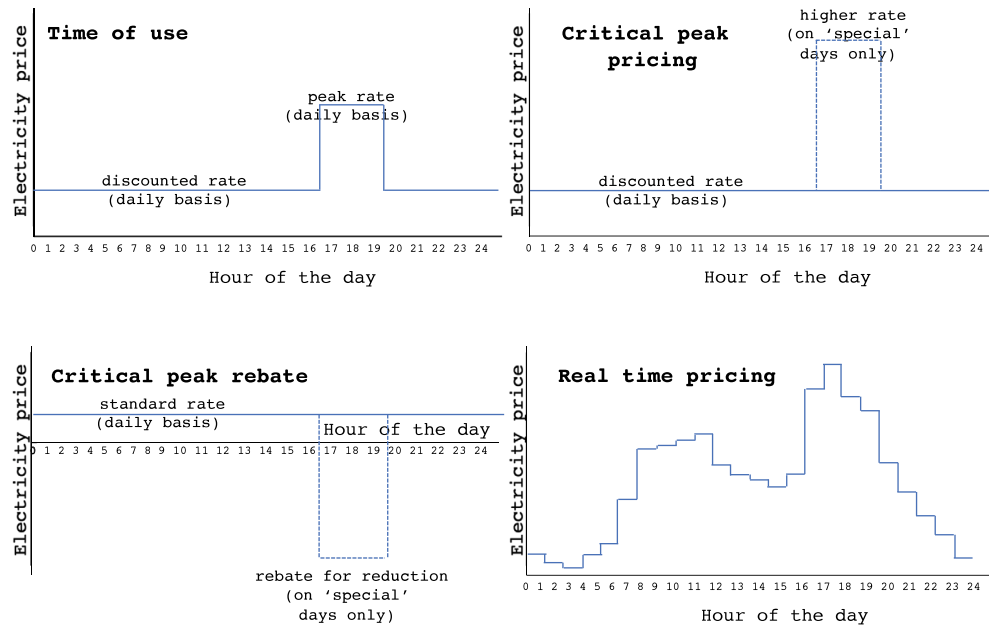 Time of use
Electricity price
peak rate
(daily basis)
discounted rate
(daily basis)
0 1 2 3 4 5 6 7 8 9 10 11 12 13 14 15 16 17 18 19 20 21 22 23 24
Hour of the day
Critical peak
pricing
Electricity price
higher rate
(on ‘special’
days only)
discounted rate
(daily basis)
0 1 2 3 4 5 6 7 8 9 10 11 12 13 14 15 16 17 18 19 20 21 22 23 24
Hour of the day
Critical peak rebate
Electricity price
standard rate
(daily basis)
Hour of the day
0 1 2 3 4 5 6 7 8 9 10 11 12 13 14 15 16 17 18 19 20 21 22 23 24
rebate for reduction
(on ‘special’
days only)
Real time pricing
Electricity price
0 1 2 3 4 5 6 7 8 9 10 11 12 13 14 15 16 17 18 19 20 21 22 23 24
Hour of the day